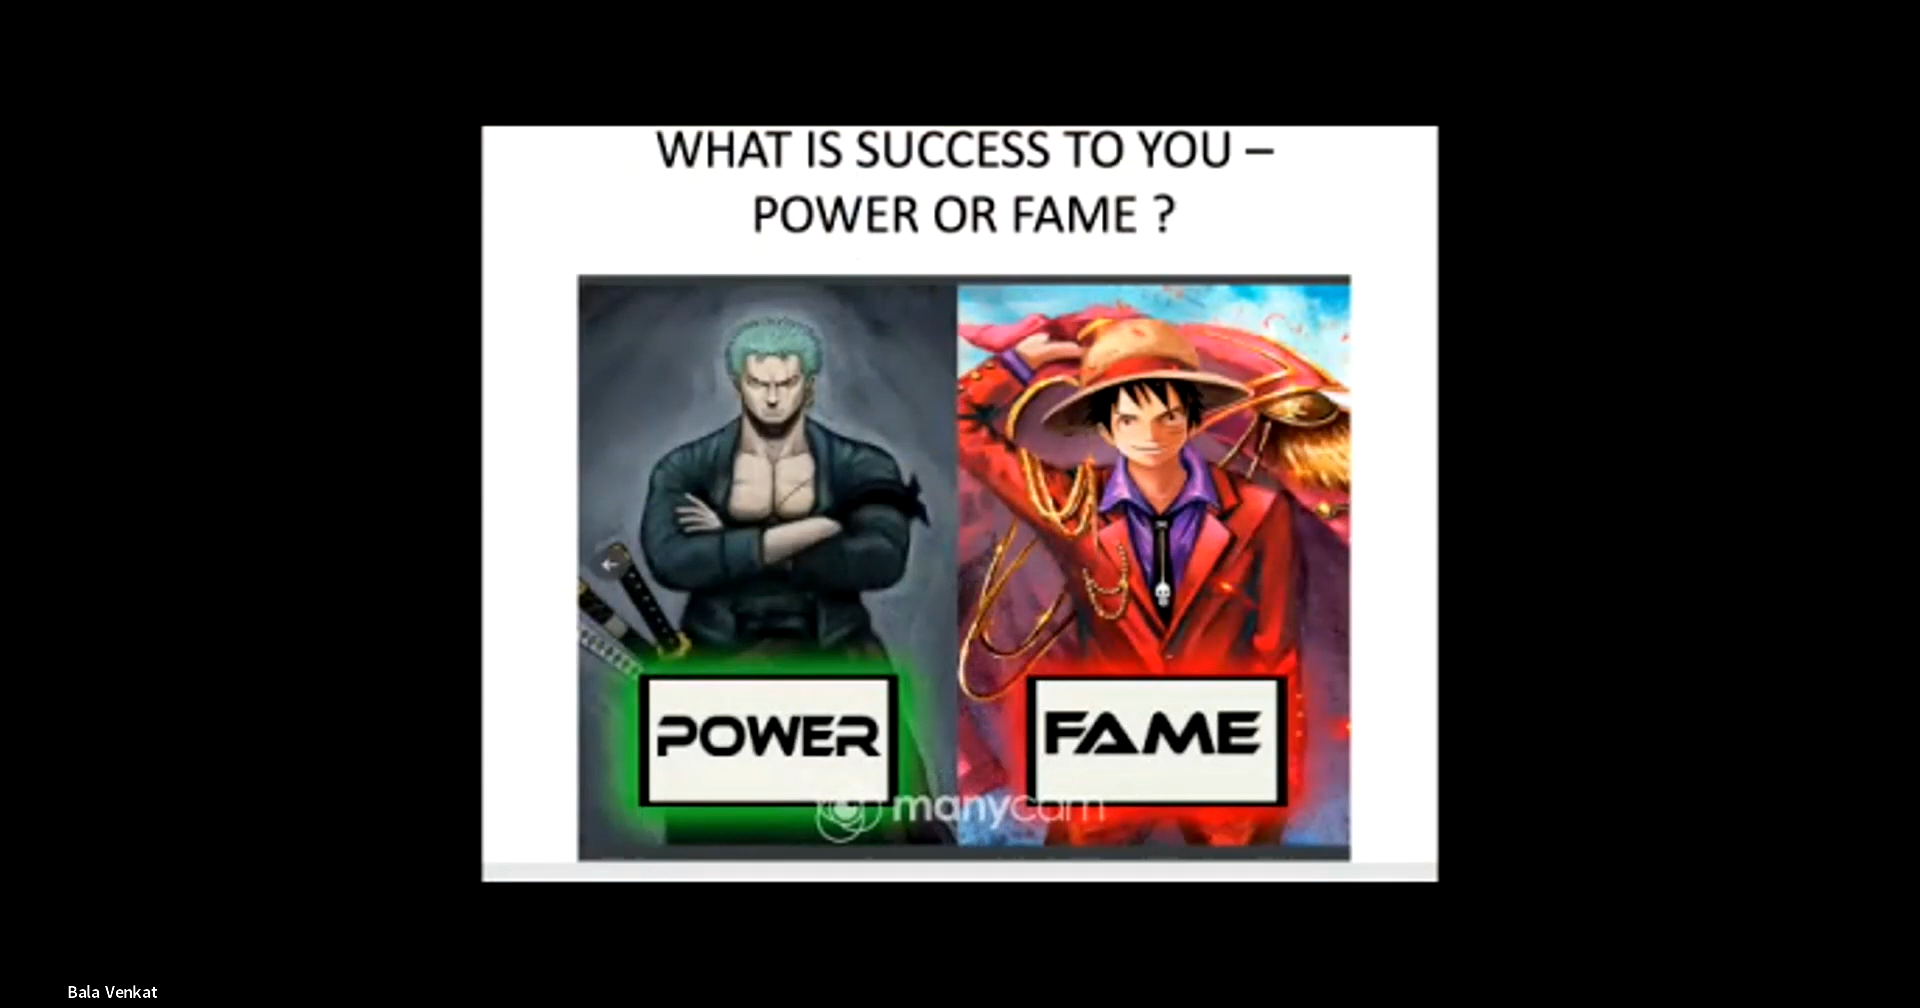 WHAT IS SUCCESS TO YOU –
POWER OR FAME ?
POWER
FAME
manycam
Bala Venkat